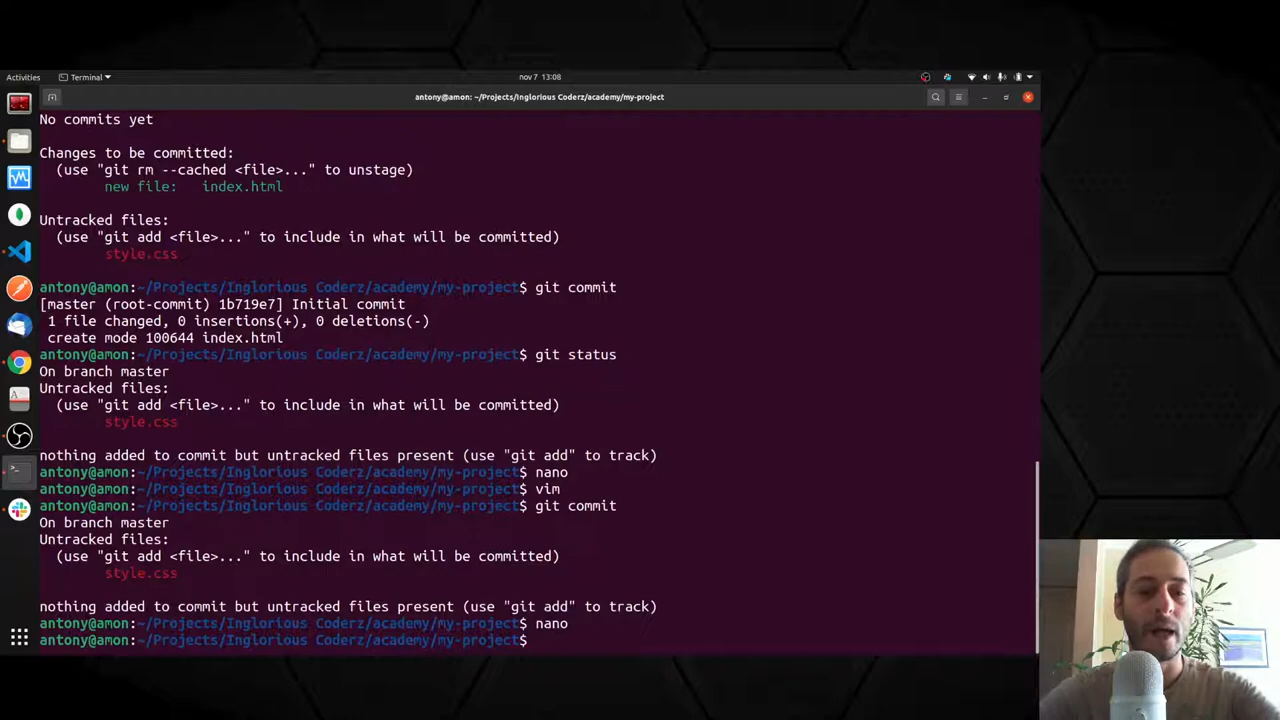 Activities
Terminal
nov 7 13:08
antony@amon: ~/Projects/Inglorious Coderz/academy/my-project
No commits yet
Changes to be committed:
(use "git rm --cached <file>..." to unstage)
new file: index.html
Untracked files:
(use "git add <file>..." to include in what will be committed)
style.css
antony@amon:~/Projects/Inglorious Coderz/academy/my-project$ git commit
[master (root-commit) 1b719e7] Initial commit
1 file changed, 0 insertions(+), 0 deletions(-)
create mode 100644 index.html
antony@amon:~/Projects/Inglorious Coderz/academy/my-project$ git status
On branch master
Untracked files:
(use "git add <file>..." to include in what will be committed)
style.css
nothing added to commit but untracked files present (use "git add" to track)
antony@amon:~/Projects/Inglorious Coderz/academy/my-project$ nano
antony@amon:~/Projects/Inglorious Coderz/academy/my-project$ vim
antony@amon:~/Projects/Inglorious Coderz/academy/my-project$ git commit
On branch master
Untracked files:
(use "git add <file>..." to include in what will be committed)
style.css
nothing added to commit but untracked files present (use "git add" to track)
antony@amon:~/Projects/Inglorious Coderz/academy/my-project$ nano
antony@amon:~/Projects/Inglorious Coderz/academy/my-project$